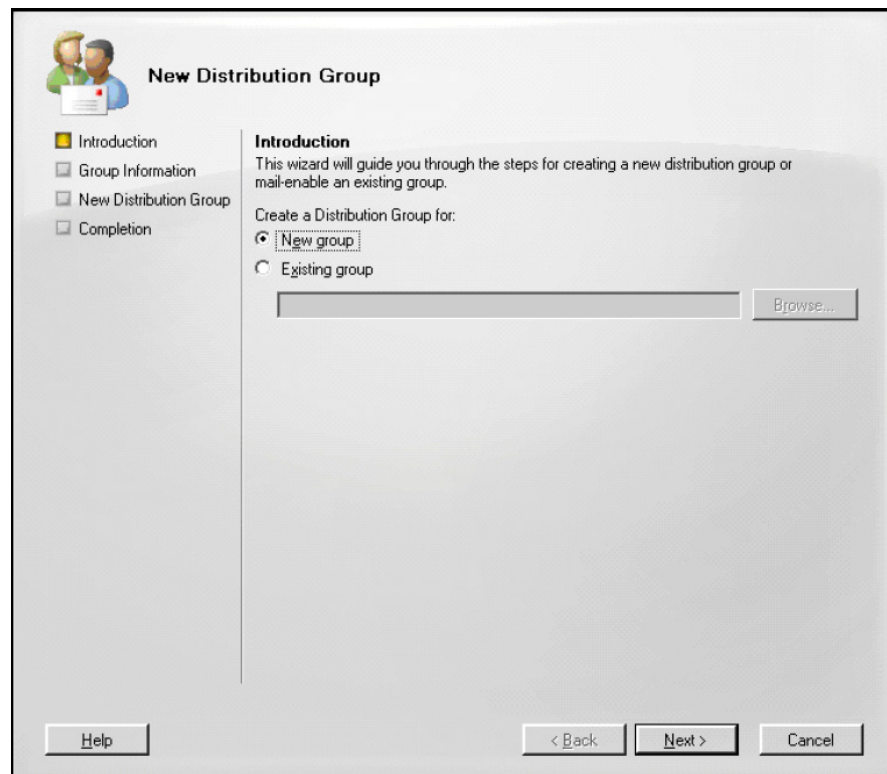 New Distribution Group
Introduction
Group Information
New Distribution Group
Completion
Introduction
This wizard will guide you through the steps for creating a new distribution group or
mail-enable an existing group.
Create a Distribution Group for:
New group
Existing group
Browse...
Help
< Back
Next >
Cancel